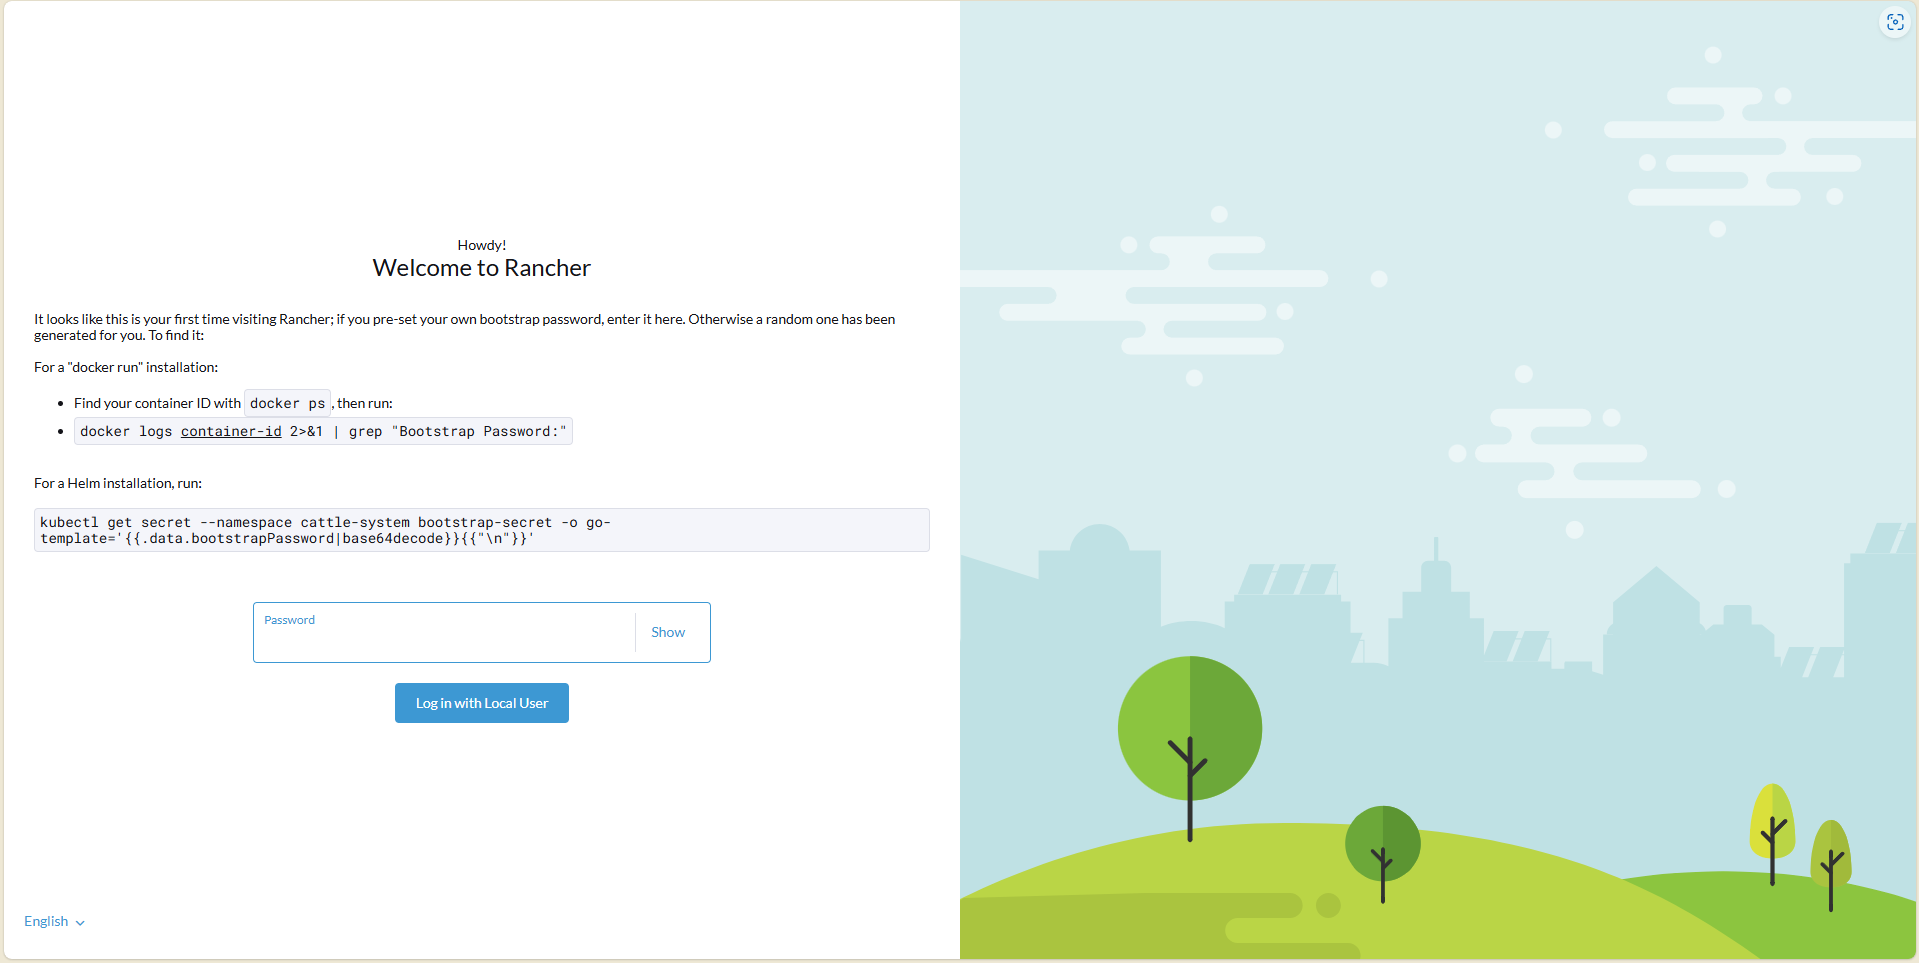 Howdy!
Welcome to Rancher
It looks like this is your first time visiting Rancher; if you pre-set your own bootstrap password, enter it here. Otherwise a random one has been
generated for you. To find it:
For a "docker run" installation:
Find your container ID with docker ps, then run:
docker logs container-id 2>&1 | grep "Bootstrap Password:"
For a Helm installation, run:
kubectl get secret --namespace cattle-system bootstrap-secret -o go-
template='{{.data.bootstrapPassword|base64decode}}{{"\n"}}'
Password
Show
Log in with Local User
English